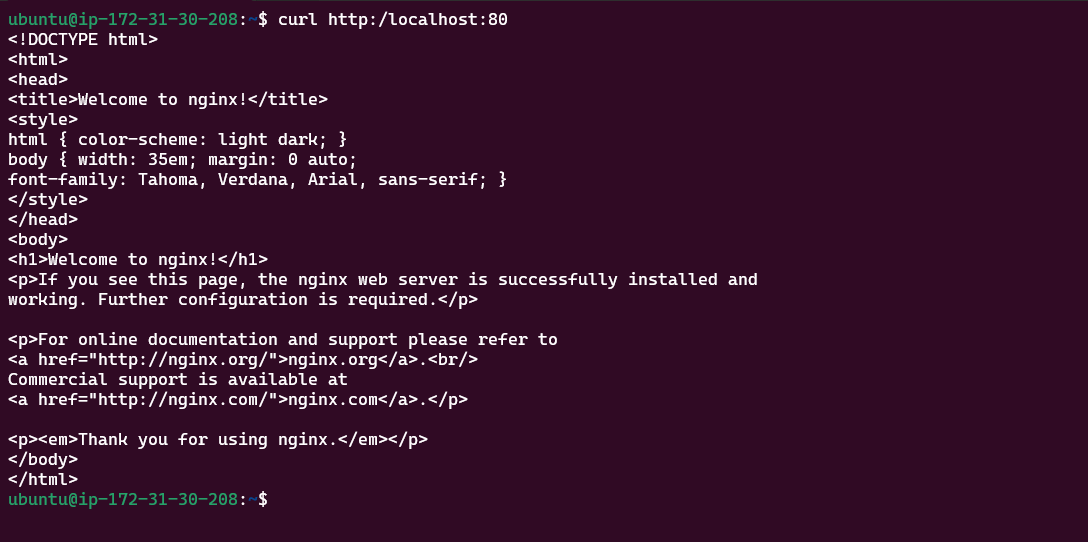 ubuntu@ip-172-31-30-208:~$ curl http:/localhost:80
<!DOCTYPE html>
<html>
<head>
<title>Welcome to nginx!</title>
<style>
html { color-scheme: light dark; }
body { width: 35em; margin: 0 auto;
font-family: Tahoma, Verdana, Arial, sans-serif; }
</style>
</head>
<body>
<h1>Welcome to nginx!</h1>
<p>If you see this page, the nginx web server is successfully installed and
working. Further configuration is required.</p>

<p>For online documentation and support please refer to
<a href="http://nginx.org/">nginx.org</a>.<br/>
Commercial support is available at
<a href="http://nginx.com/">nginx.com</a>.</p>

<p><em>Thank you for using nginx.</em></p>
</body>
</html>
ubuntu@ip-172-31-30-208:~$